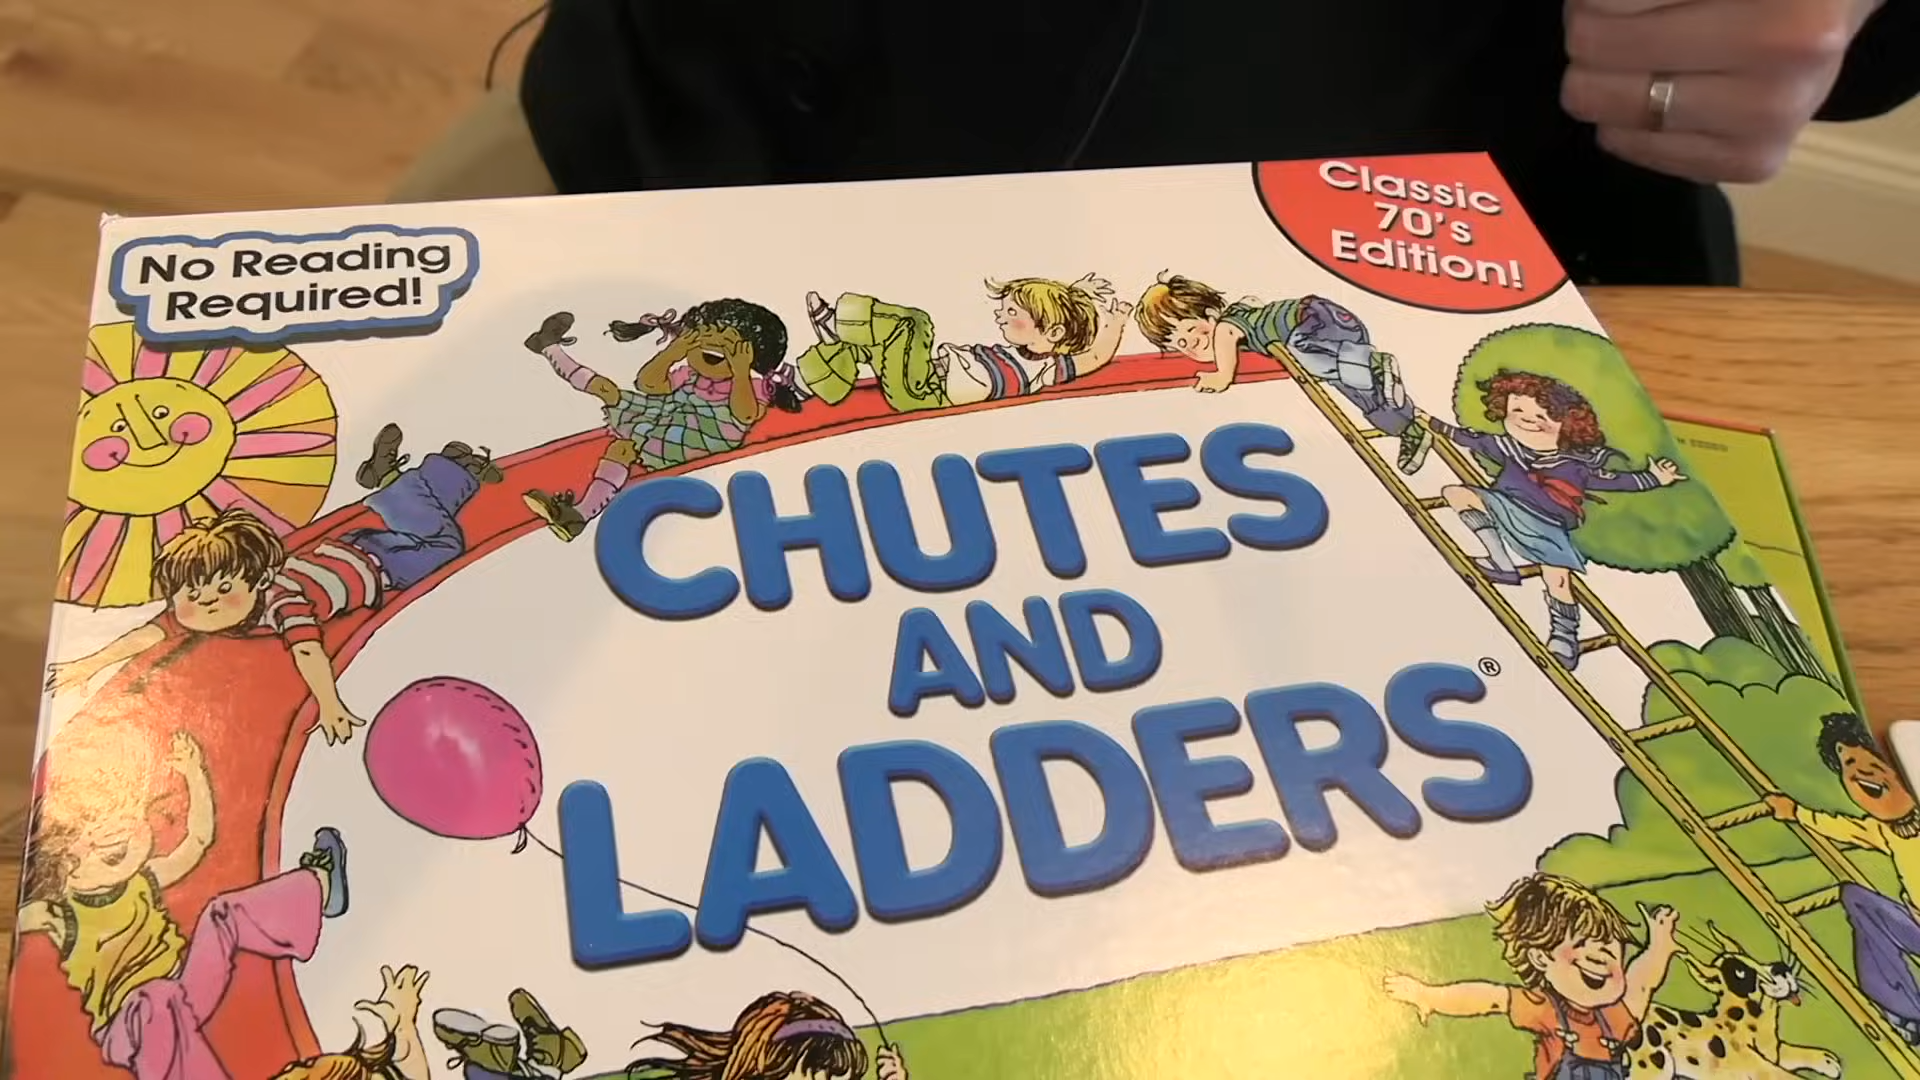 No Reading
Required!
Classic
70's
Edition!
CHUTES
AND
LADDERS®